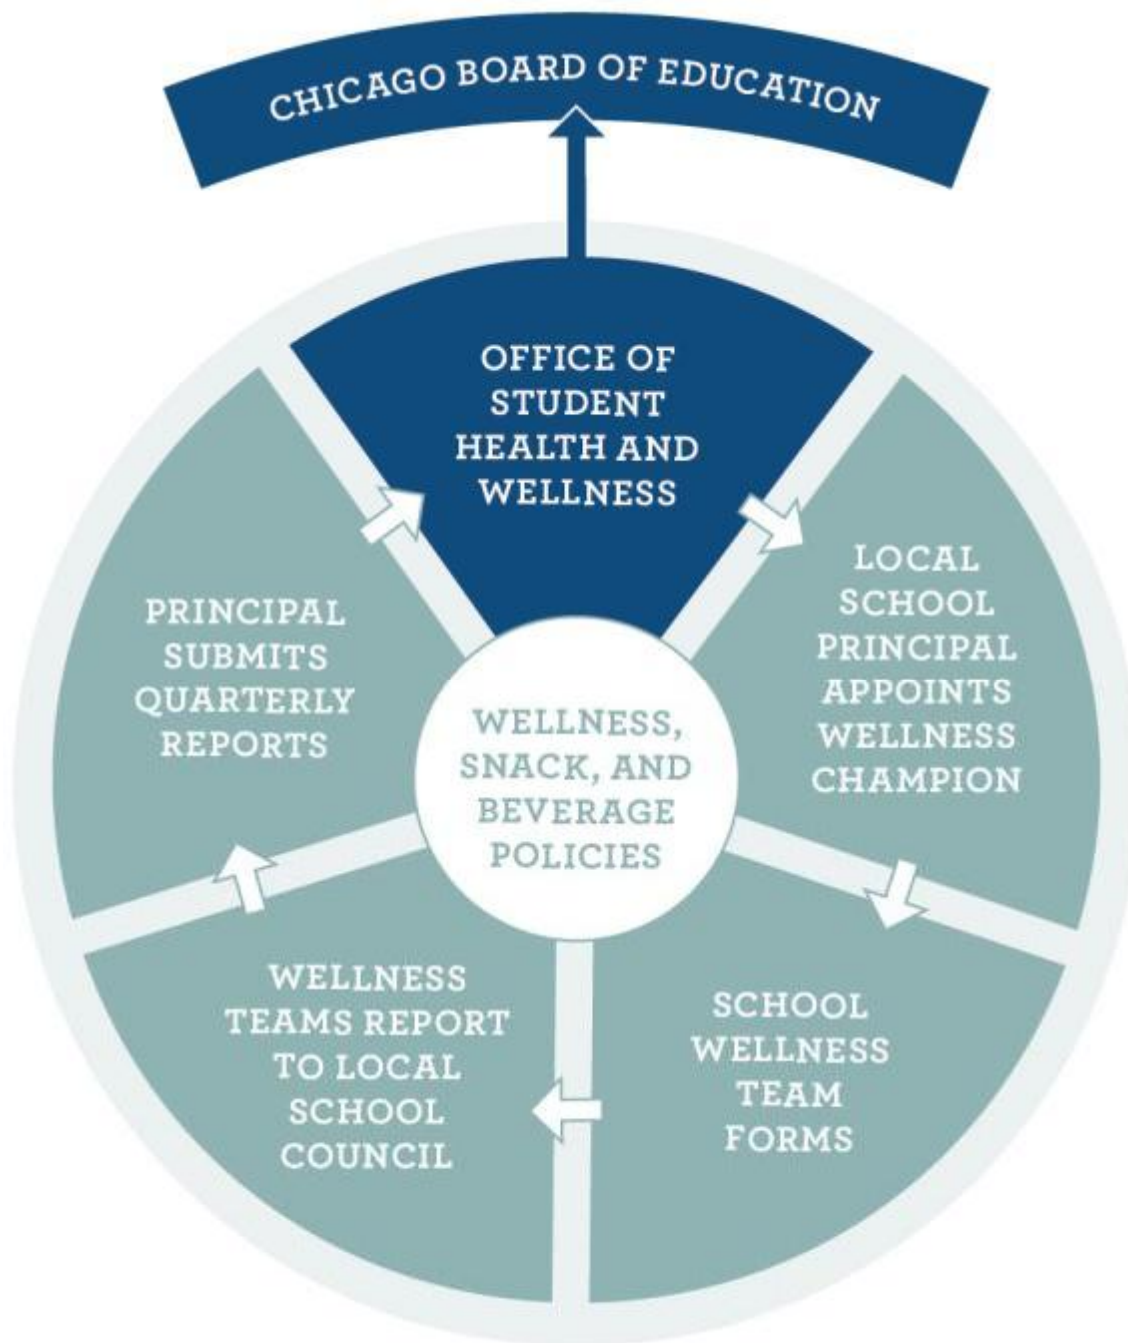 CHICAGO BOARD OF EDUCATION
OFFICE OF
STUDENT
HEALTH AND
WELLNESS
LOCAL
SCHOOL
PRINCIPAL
APPOINTS
WELLNESS
CHAMPION
SCHOOL
WELLNESS
TEAM
FORMS
WELLNESS
TEAMS REPORT
TO LOCAL
SCHOOL
COUNCIL
PRINCIPAL
SUBMITS
QUARTERLY
REPORTS
WELLNESS,
SNACK, AND
BEVERAGE
POLICIES